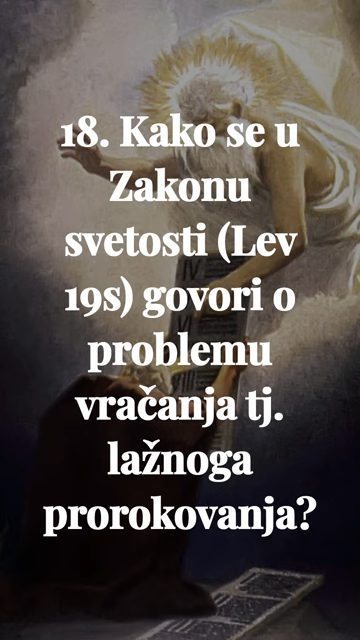 18. Kako se u
Zakonu
svetosti (Lev
19s) govori o
problemu
vračanja tj.
lažnoga
prorokovanja?